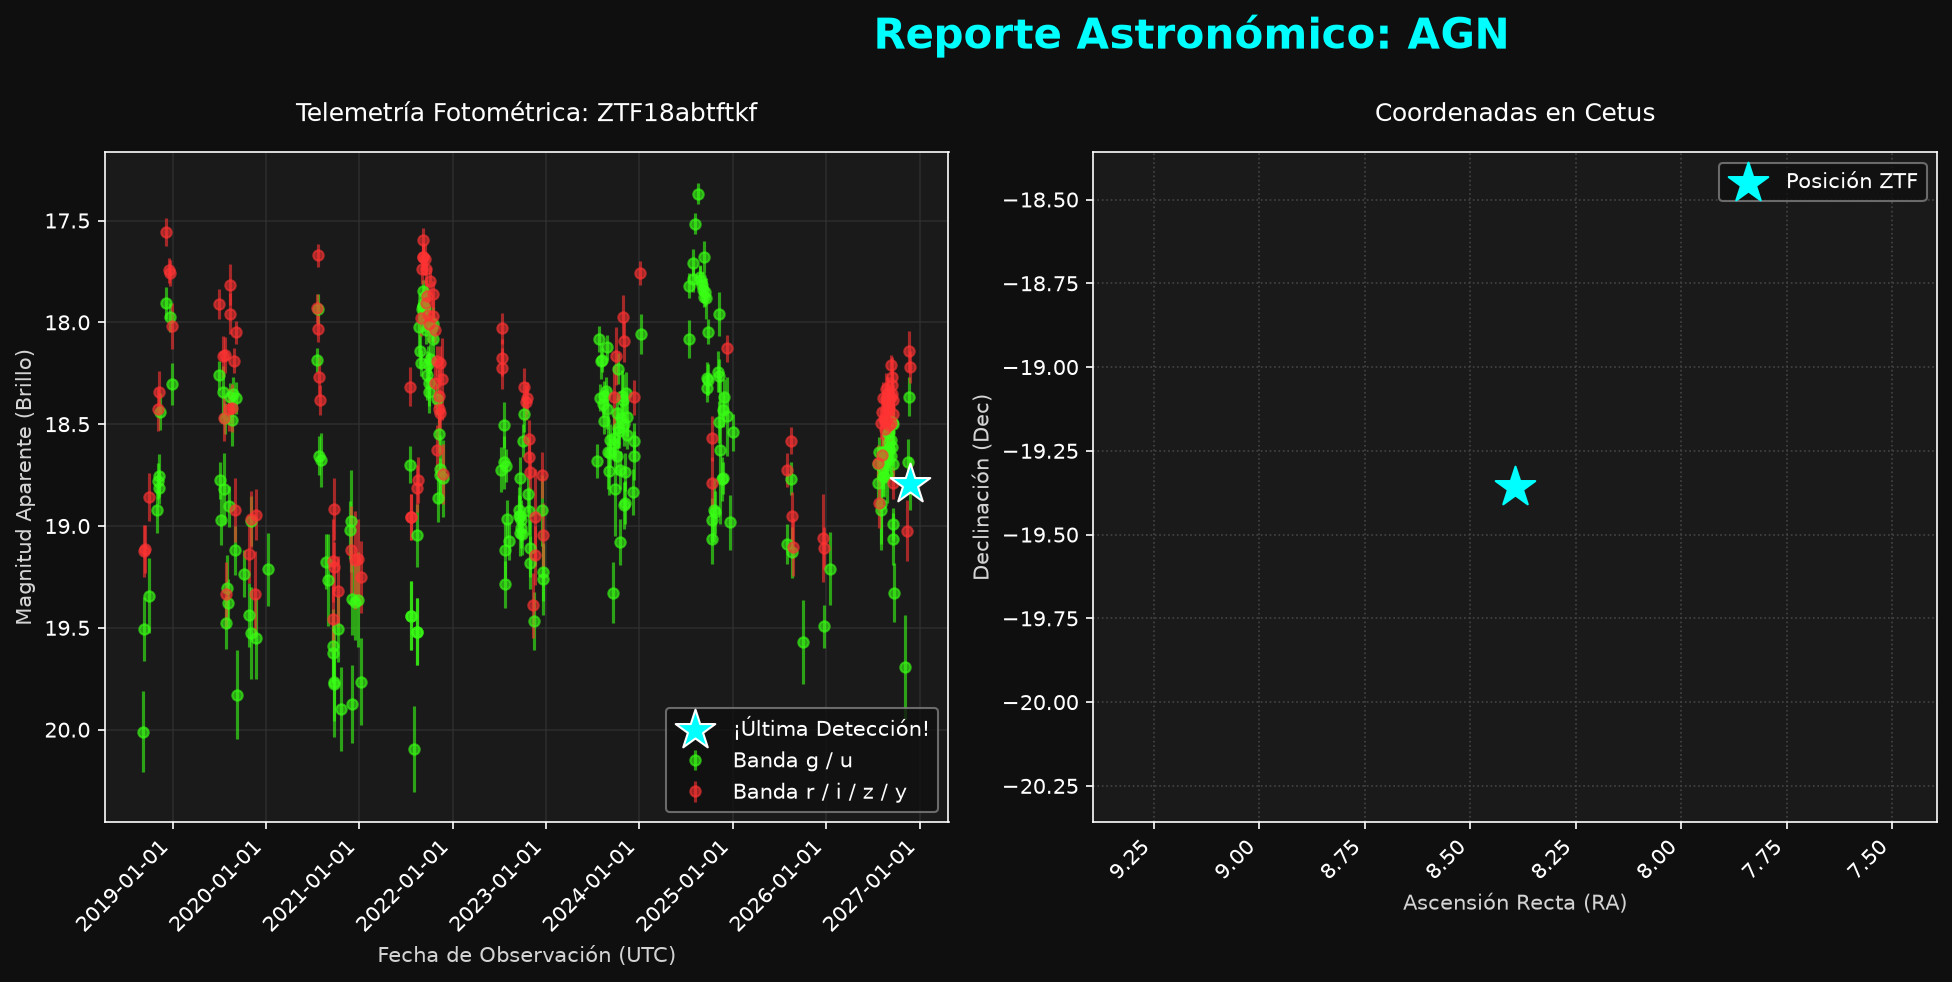 Reporte Astronómico: AGN
Telemetría Fotométrica: ZTF18abtftkf
Magnitud Aparente (Brillo)
17.5
18.0
18.5
19.0
19.5
20.0
¡Última Detección!
Banda g / u
Banda r / i / z / y
2019-01-01
2020-01-01
2021-01-01
2022-01-01
2023-01-01
2024-01-01
2025-01-01
2026-01-01
2027-01-01
Fecha de Observación (UTC)
Coordenadas en Cetus
Declinación (Dec)
−18.50
−18.75
−19.00
−19.25
−19.50
−19.75
−20.00
−20.25
Posición ZTF
9.25
9.00
8.75
8.50
8.25
8.00
7.75
7.50
Ascensión Recta (RA)